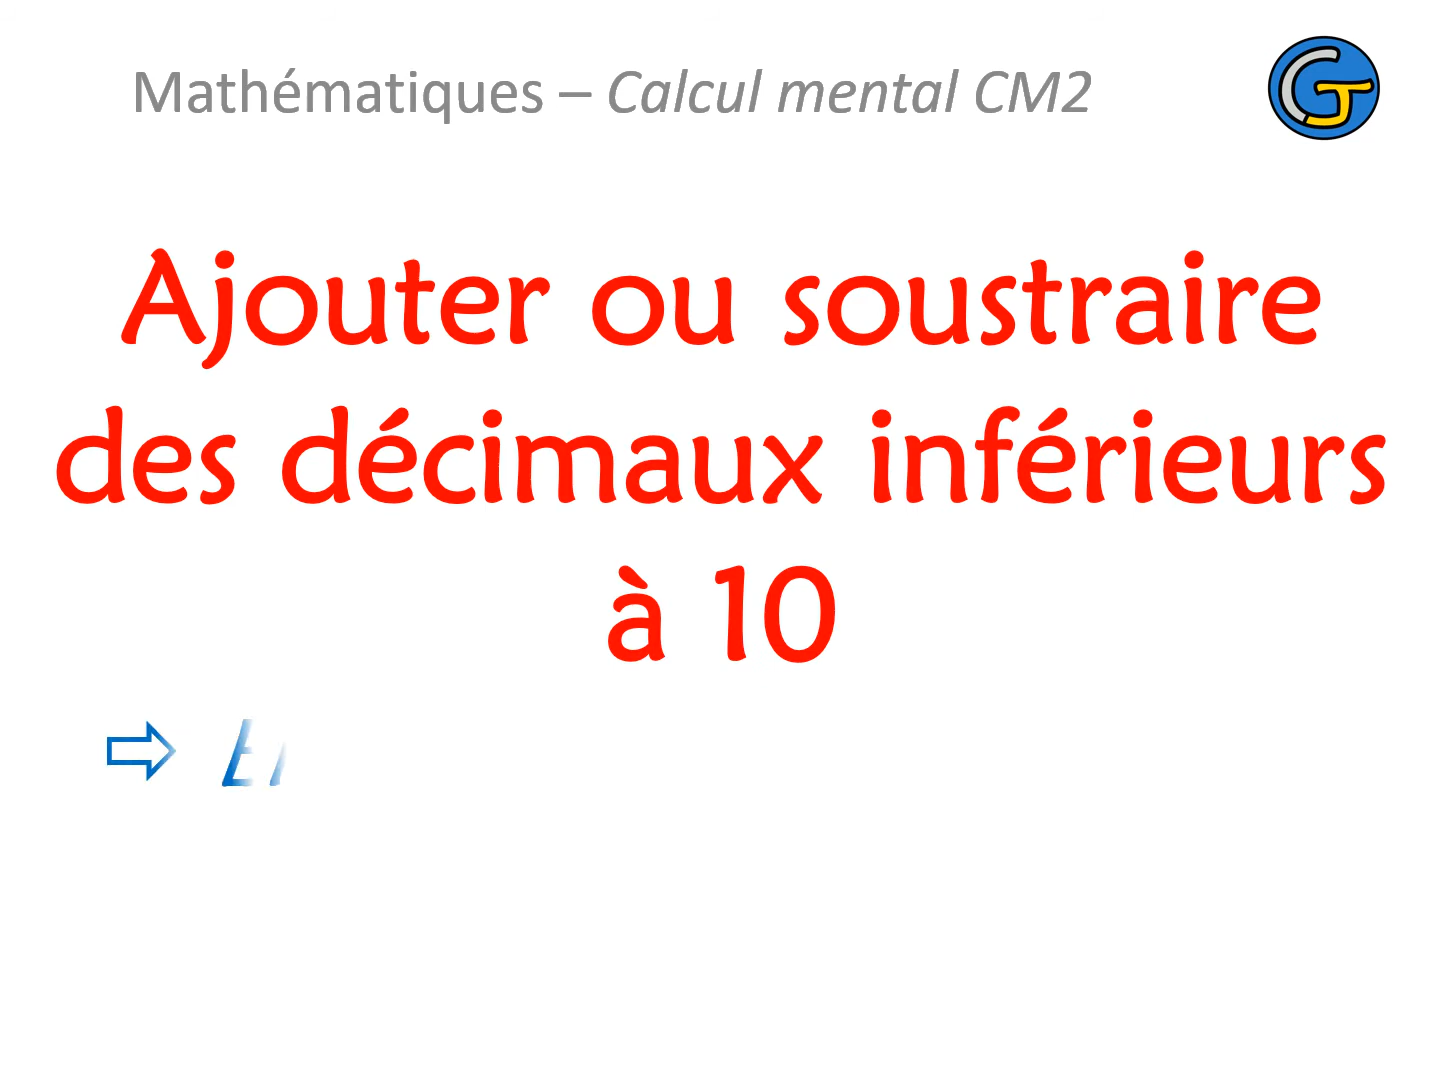 Mathématiques – Calcul mental CM2
Ajouter ou soustraire
des décimaux inférieurs
à 10